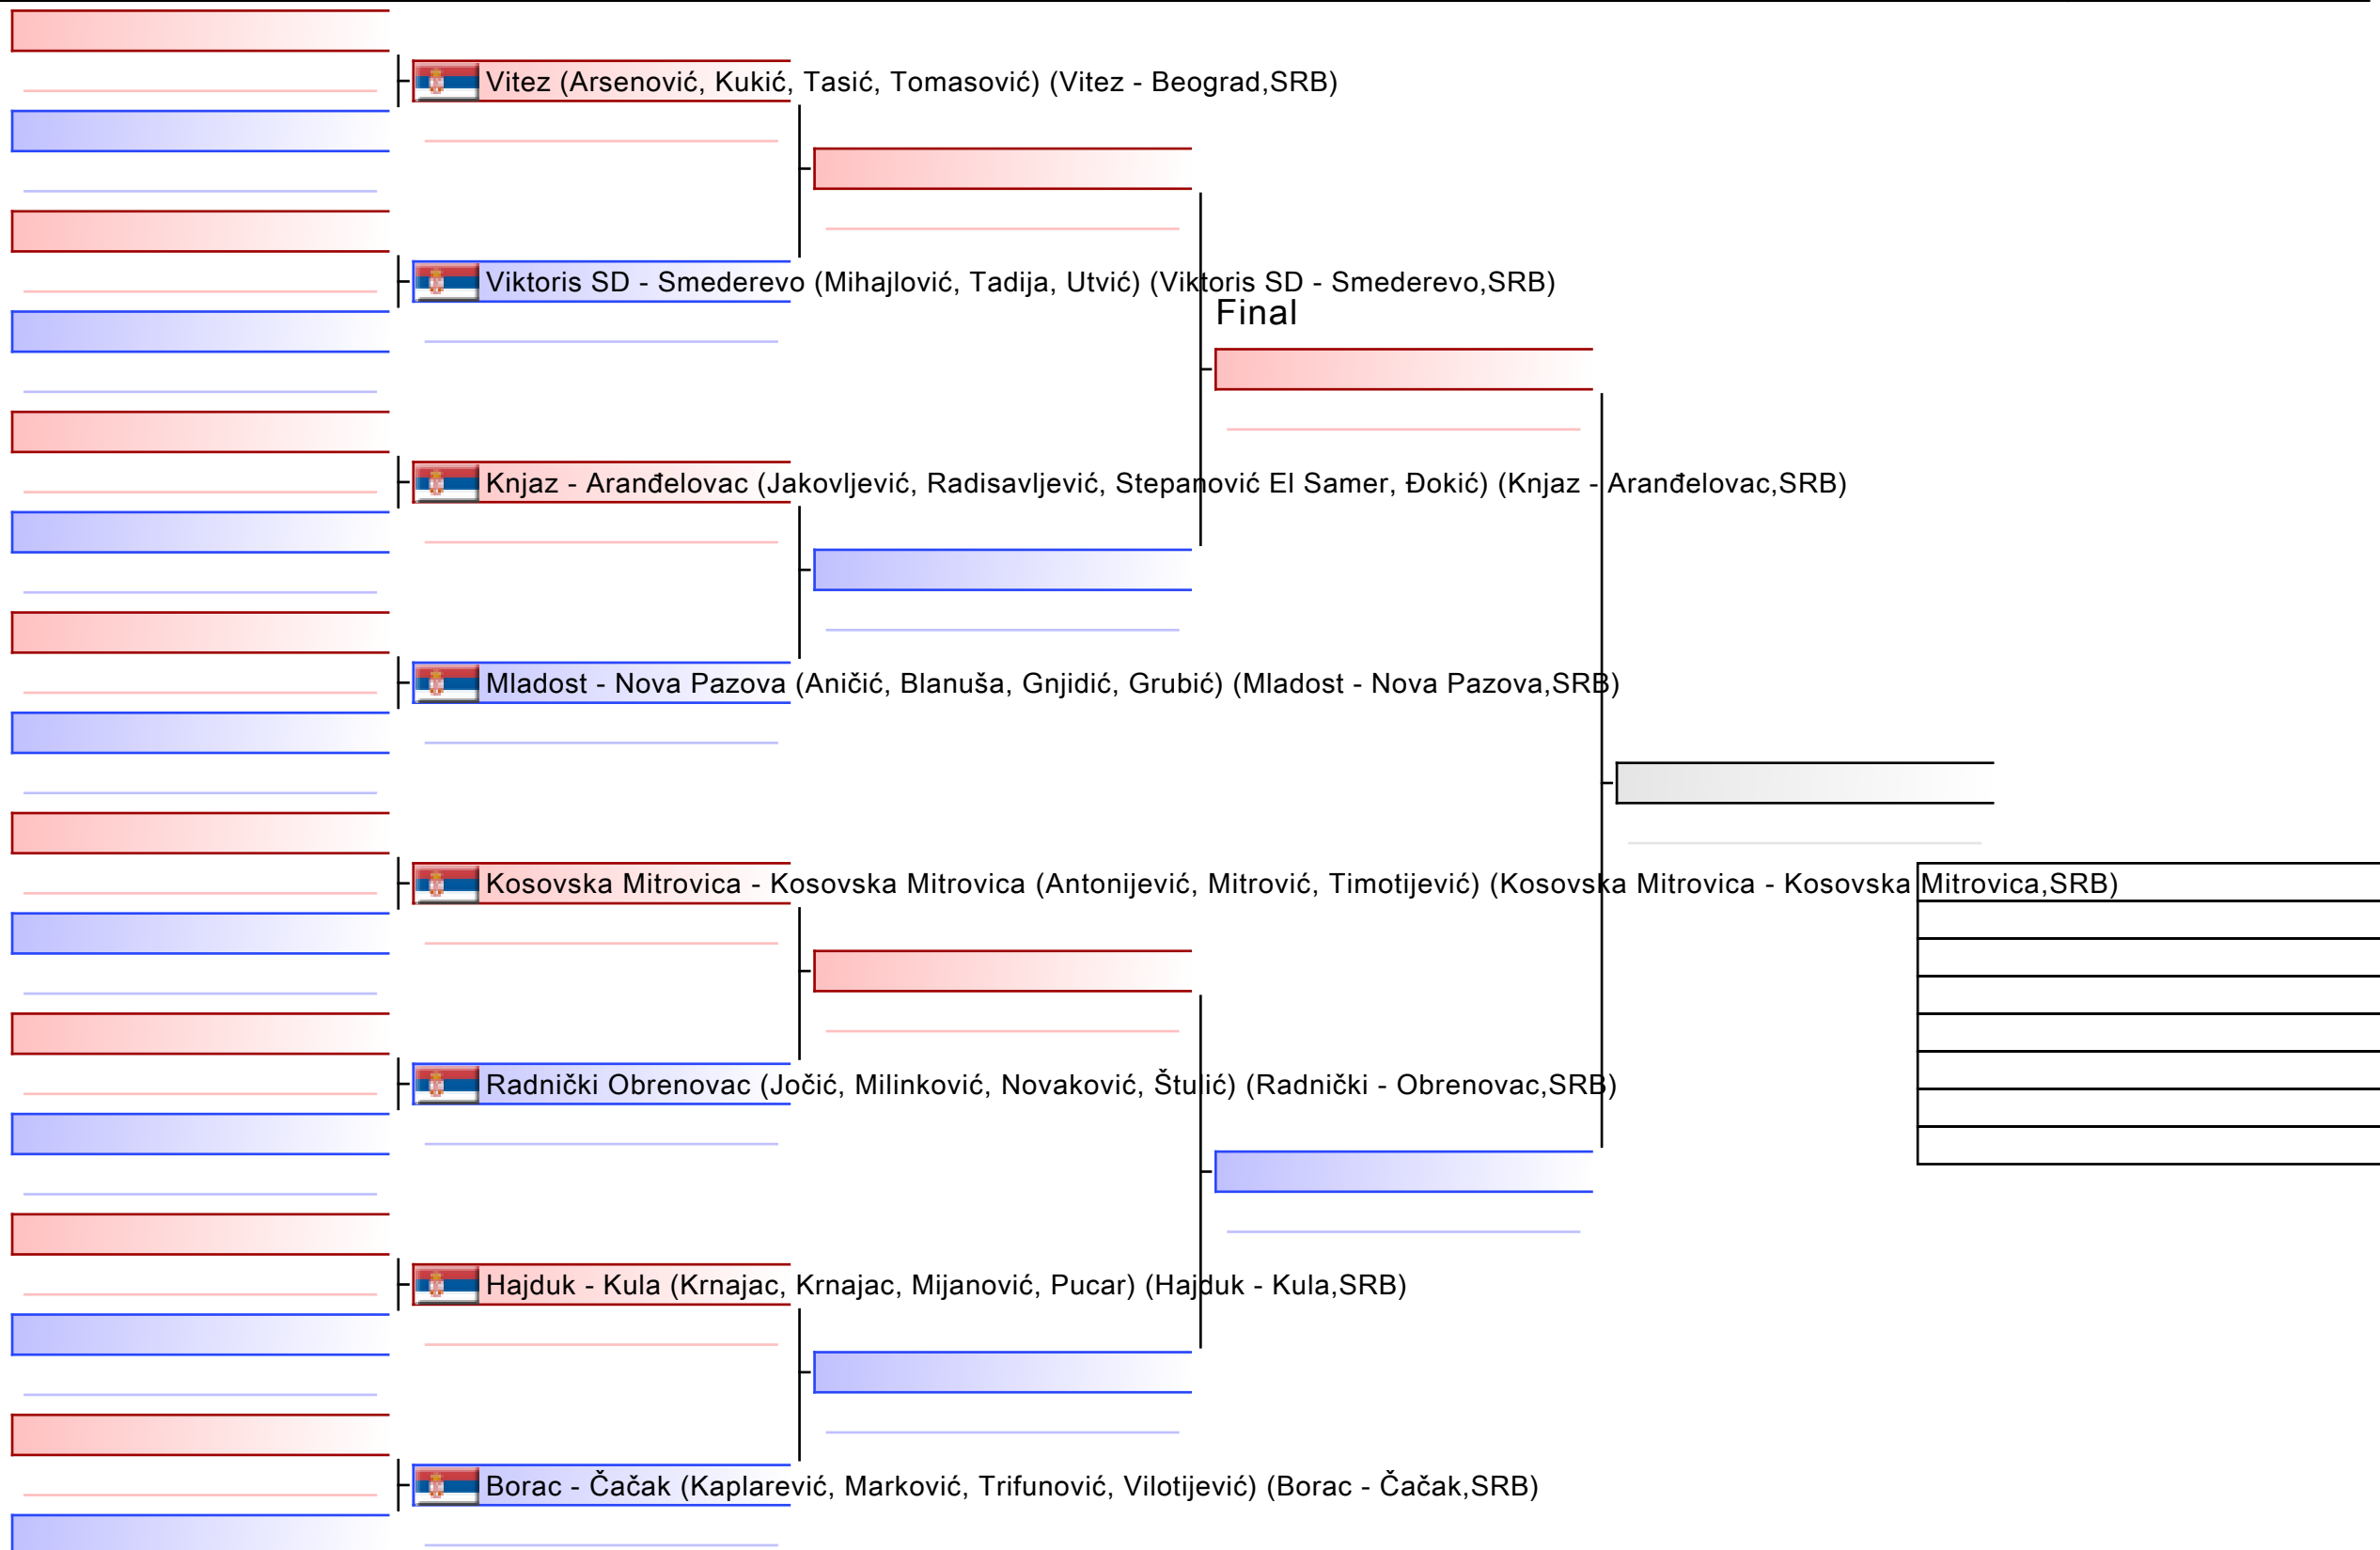 Vitez (Arsenović, Kukić, Tasić, Tomasović) (Vitez - Beograd,SRB)
Viktoris SD - Smederevo (Mihajlović, Tadija, Utvić) (Viktoris SD - Smederevo,SRB)
Final
Knjaz - Aranđelovac (Jakovljević, Radisavljević, Stepanović El Samer, Đokić) (Knjaz - Aranđelovac,SRB)
Mladost - Nova Pazova (Aničić, Blanuša, Gnjidić, Grubić) (Mladost - Nova Pazova,SRB)
Kosovska Mitrovica - Kosovska Mitrovica (Antonijević, Mitrović, Timotijević) (Kosovska Mitrovica - Kosovska Mitrovica,SRB)
Radnički Obrenovac (Jočić, Milinković, Novaković, Štulić) (Radnički - Obrenovac,SRB)
Hajduk - Kula (Krnajac, Krnajac, Mijanović, Pucar) (Hajduk - Kula,SRB)
Borac - Čačak (Kaplarević, Marković, Trifunović, Vilotijević) (Borac - Čačak,SRB)